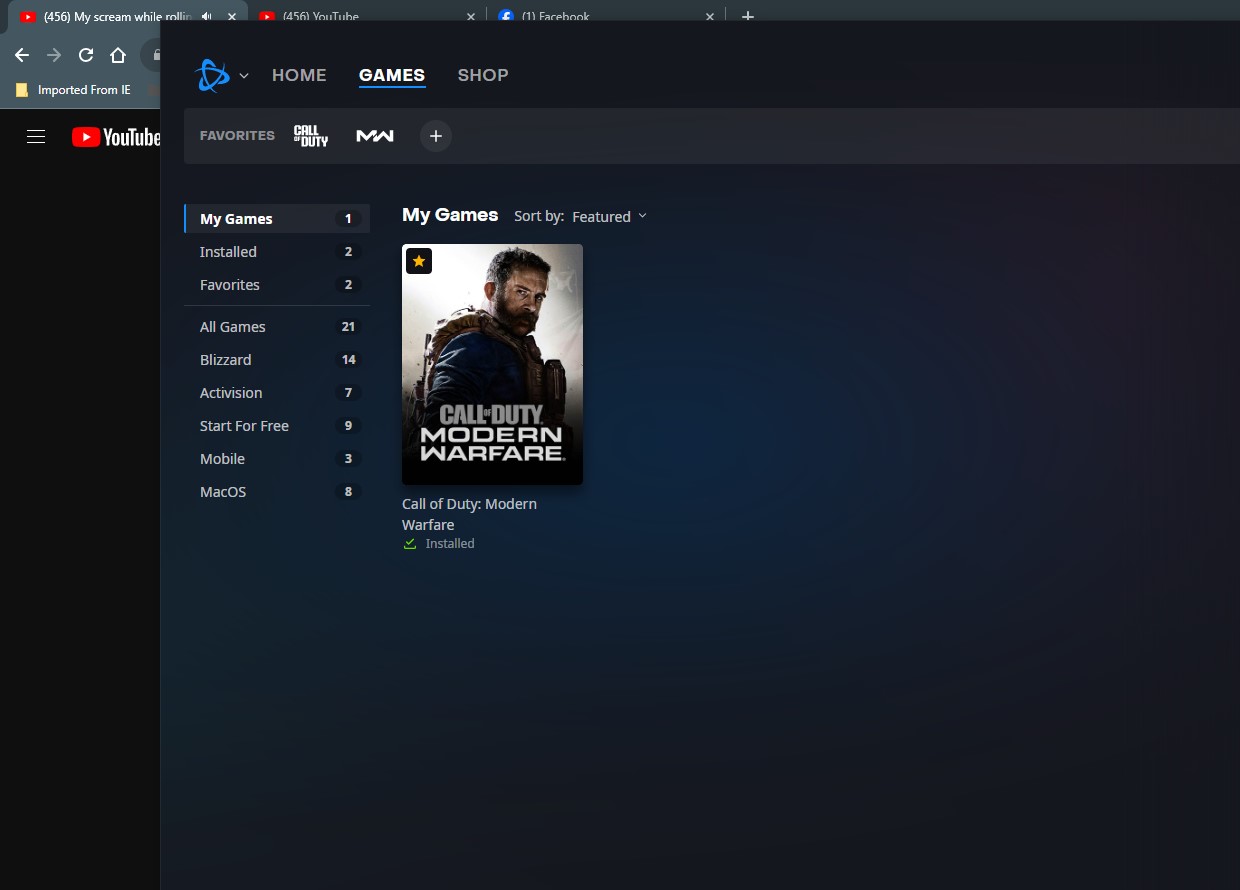 (456) My scream while rollin
(456) YouTube
(1) Facebook
Imported From IE
YouTube
HOME
GAMES
SHOP
FAVORITES
CALL OF DUTY
MW
My Games 1
Installed 2
Favorites 2
All Games 21
Blizzard 14
Activision 7
Start For Free 9
Mobile 3
MacOS 8
My Games
Sort by: Featured
CALL OF DUTY
MODERN
WARFARE
Call of Duty: Modern
Warfare
Installed